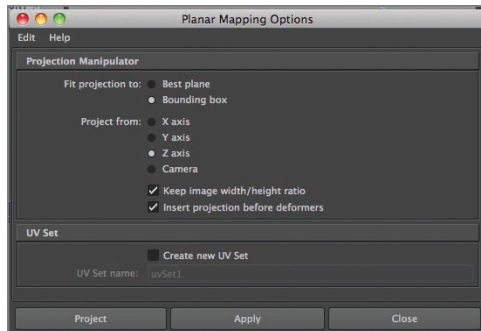 Planar Mapping Options
Edit Help
Projection Manipulator
Fit projection to: Best plane
Bounding box
Project from: X axis
Y axis
Z axis
Camera
Keep image width/height ratio
Insert projection before deformers
UV Set
Create new UV Set
UV Set name: uvSet1
Project Apply Close